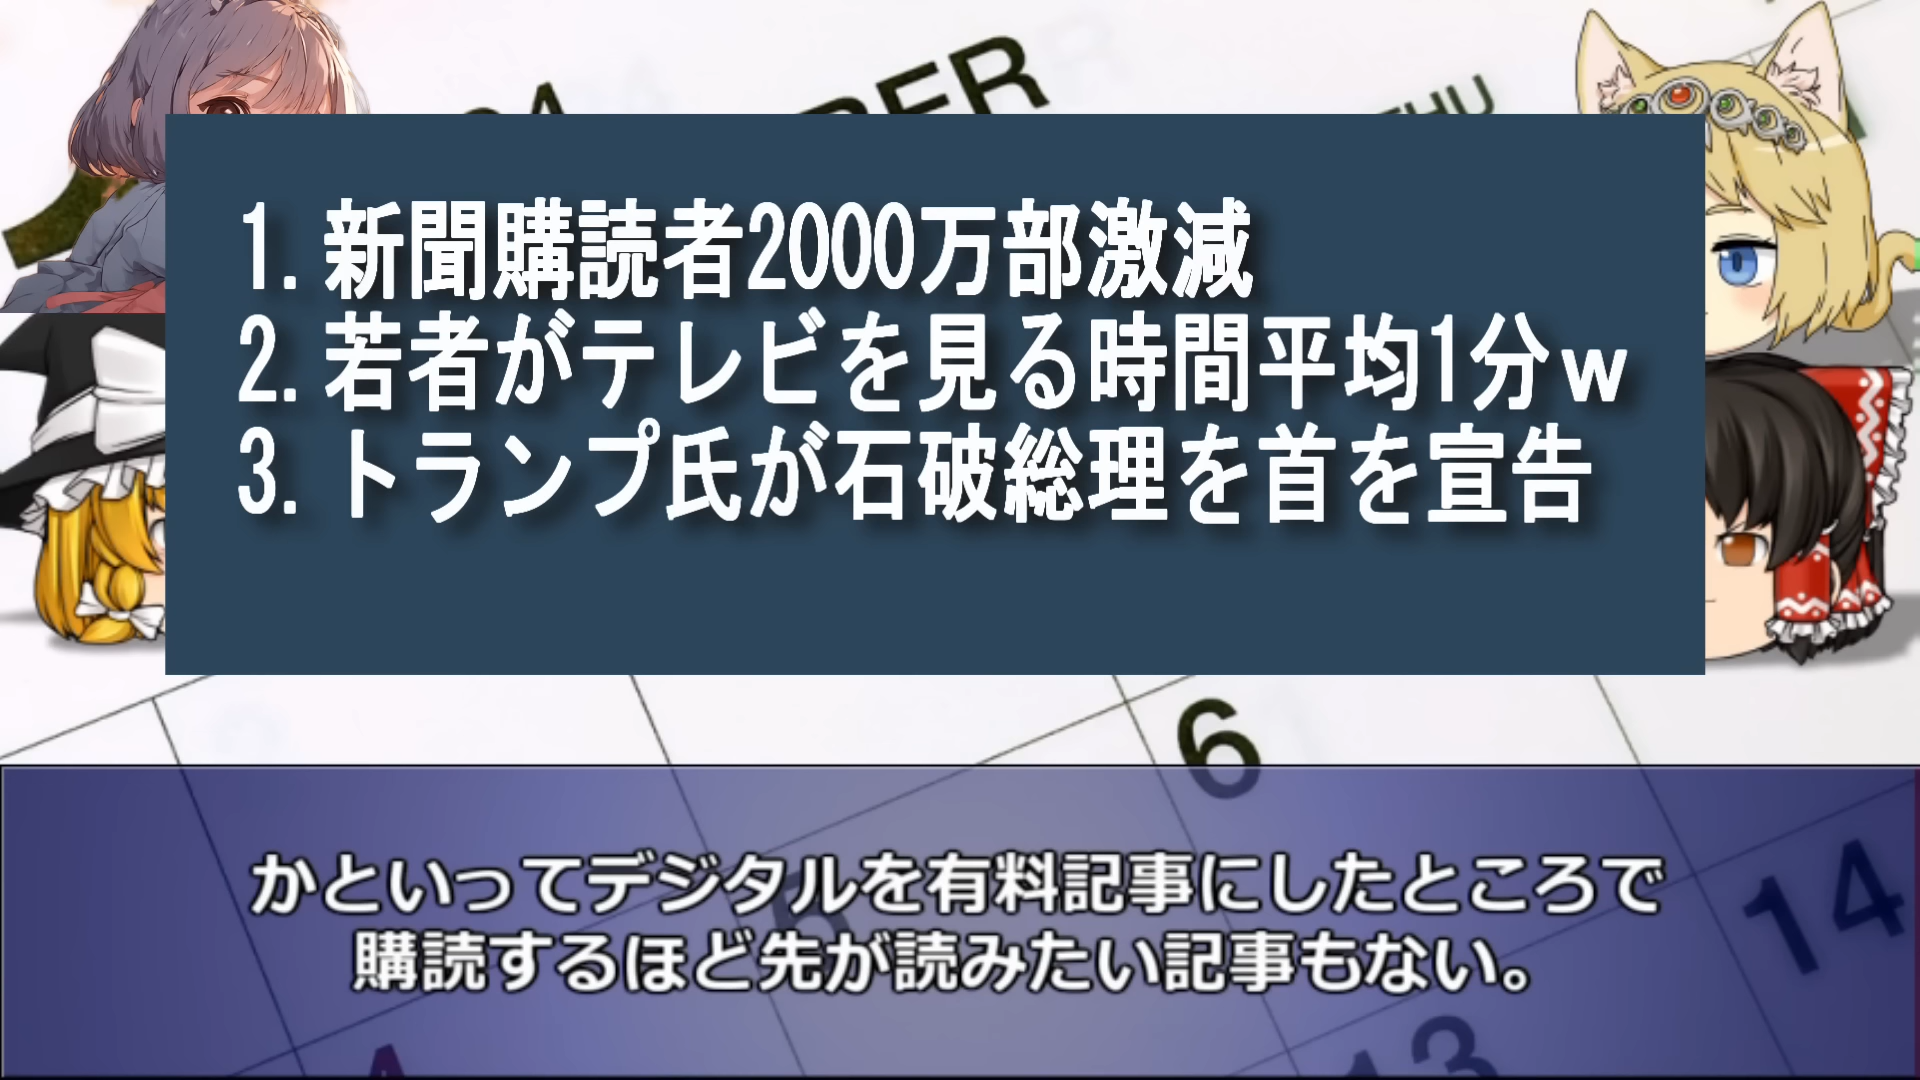 THU
1.新聞購読者2000万部激減
2.若者がテレビを見る時間平均1分w
3.トランプ氏が石破総理を首を宣告
6
かといってデジタルを有料記事にしたところで
購読するほど先が読みたい記事もない。
14
13